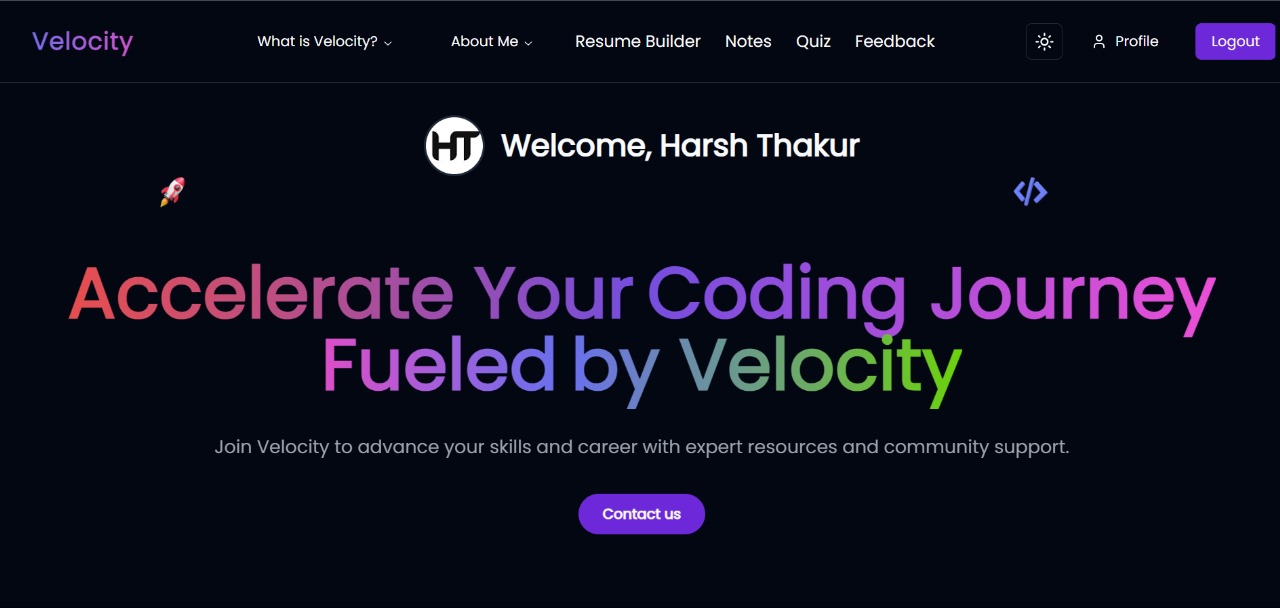 Velocity What is Velocity? About Me Resume Builder Notes Quiz Feedback Profile Logout
HT Welcome, Harsh Thakur
</>
Accelerate Your Coding Journey
Fueled by Velocity
Join Velocity to advance your skills and career with expert resources and community support.
Contact us